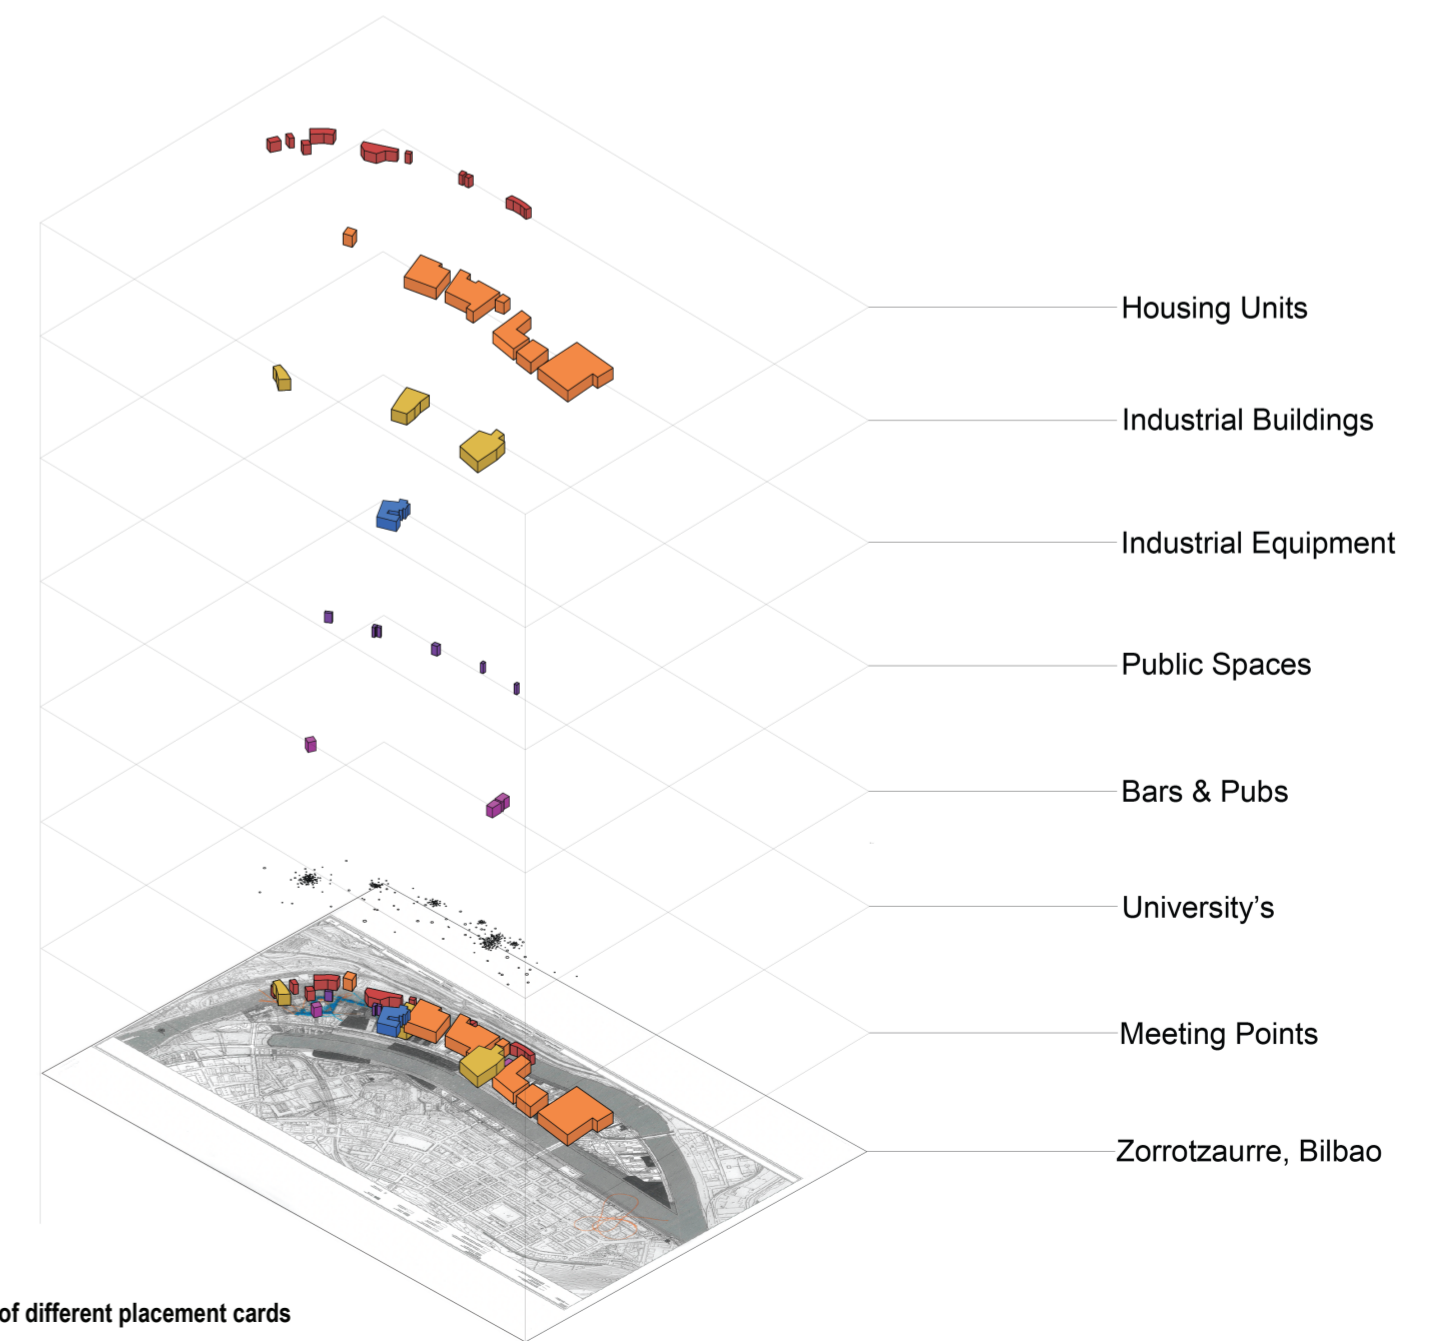 Housing Units
Industrial Buildings
Industrial Equipment
Public Spaces
Bars & Pubs
University’s
Meeting Points
Zorrotzaurre, Bilbao
of different placement cards